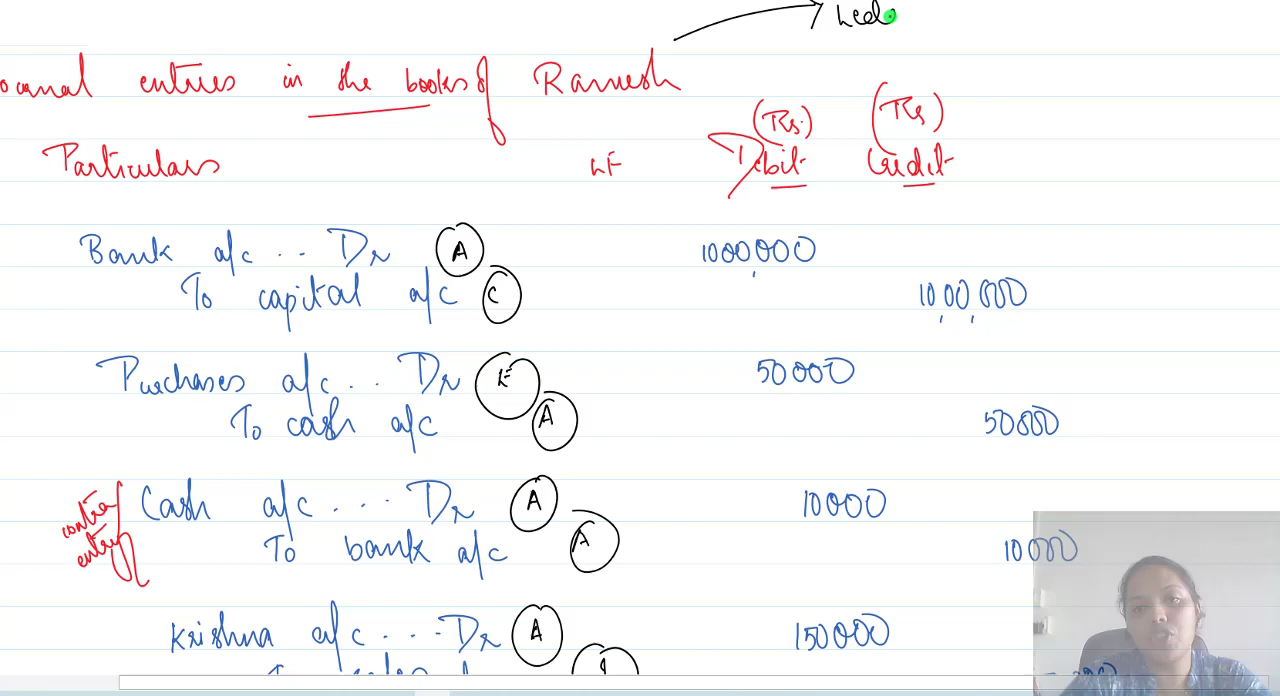 Led
ournal entries in the books of Ramesh
(Rs.) (Rs)
Particulars LF Debit Credit
Bank a/c ... Dr A 1000000
To capital a/c C 10,00,000
Purchases a/c ... Dr E 50000
To cash a/c A 50000
contra entry
Cash a/c .... Dr A 10000
To bank a/c A 10000
Krishna a/c .... Dr A 150000